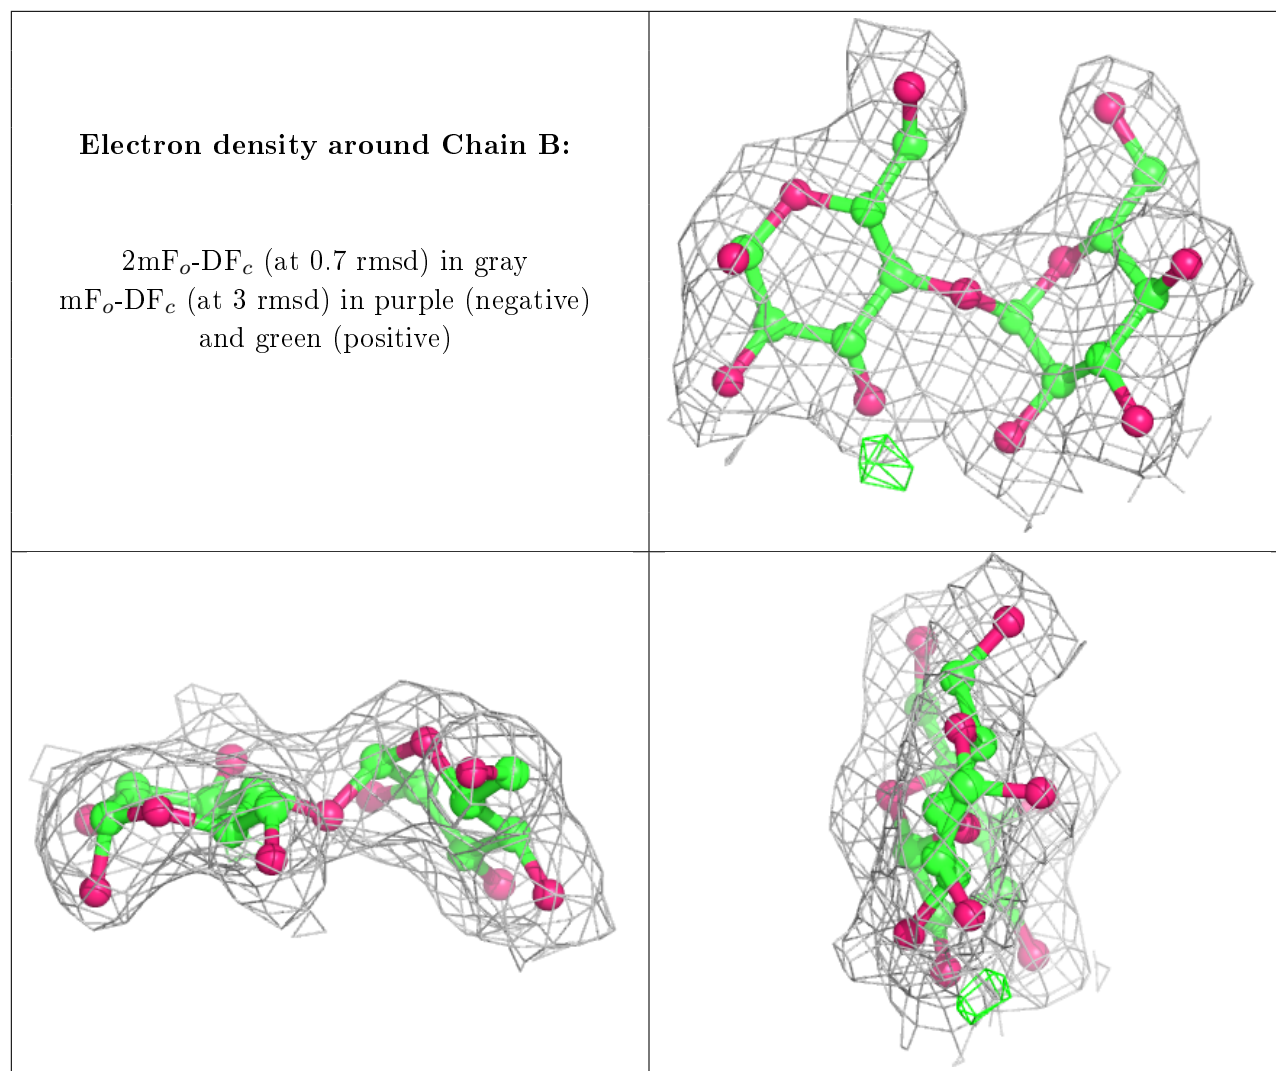 Electron density around Chain B:
2mFₒ-DF𝒸 (at 0.7 rmsd) in gray
mFₒ-DF𝒸 (at 3 rmsd) in purple (negative)
and green (positive)